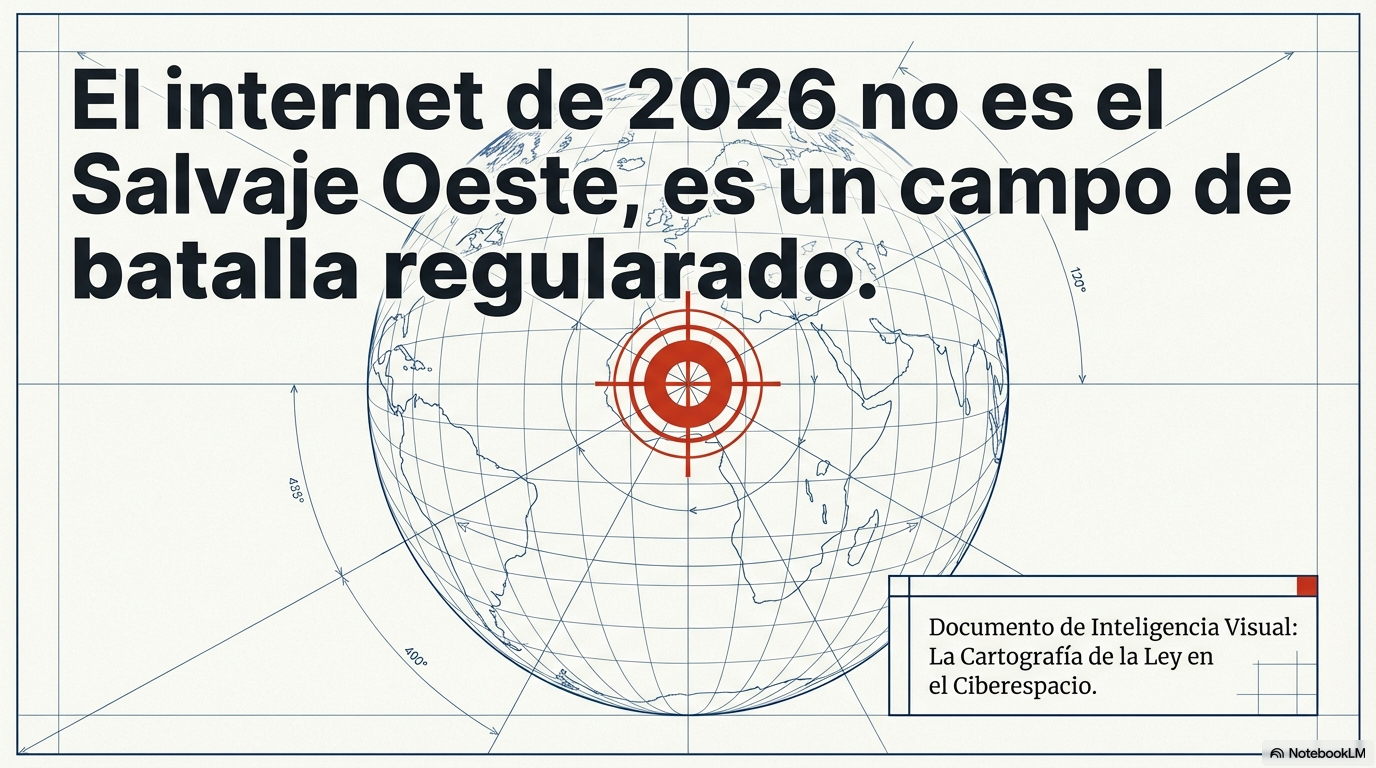 El internet de 2026 no es el
Salvaje Oeste, es un campo de
batalla regularado.
120°
488°
400°
Documento de Inteligencia Visual:
La Cartografía de la Ley en
el Ciberespacio.
NotebookLM